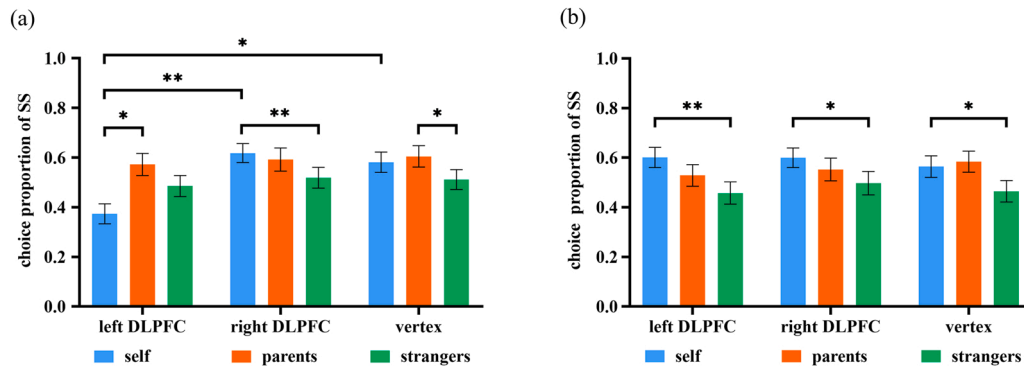 (a)
choice proportion of SS
1.0
0.8
0.6
0.4
0.2
0.0
*
**
*
**
*
left DLPFC right DLPFC vertex
self parents strangers
(b)
choice proportion of SS
1.0
0.8
0.6
0.4
0.2
0.0
** * *
left DLPFC right DLPFC vertex
self parents strangers